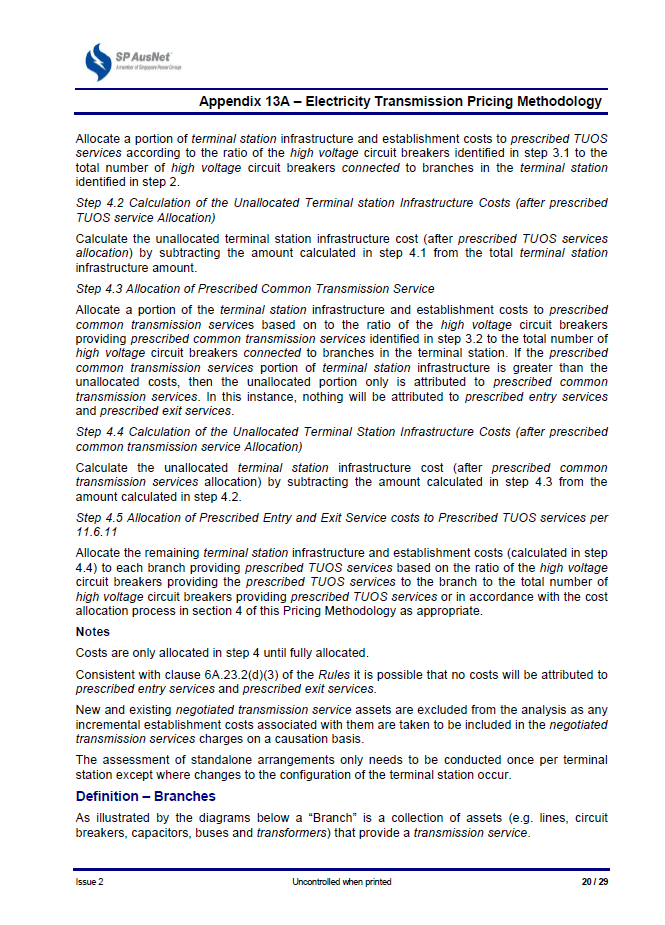 SP AusNet
A member of Singapore Power Group
Appendix 13A – Electricity Transmission Pricing Methodology
Allocate a portion of terminal station infrastructure and establishment costs to prescribed TUOS
services according to the ratio of the high voltage circuit breakers identified in step 3.1 to the
total number of high voltage circuit breakers connected to branches in the terminal station
identified in step 2.
Step 4.2 Calculation of the Unallocated Terminal station Infrastructure Costs (after prescribed
TUOS service Allocation)
Calculate the unallocated terminal station infrastructure cost (after prescribed TUOS services
allocation) by subtracting the amount calculated in step 4.1 from the total terminal station
infrastructure amount.
Step 4.3 Allocation of Prescribed Common Transmission Service
Allocate a portion of the terminal station infrastructure and establishment costs to prescribed
common transmission services based on to the ratio of the high voltage circuit breakers
providing prescribed common transmission services identified in step 3.2 to the total number of
high voltage circuit breakers connected to branches in the terminal station. If the prescribed
common transmission services portion of terminal station infrastructure is greater than the
unallocated costs, then the unallocated portion only is attributed to prescribed common
transmission services. In this instance, nothing will be attributed to prescribed entry services
and prescribed exit services.
Step 4.4 Calculation of the Unallocated Terminal Station Infrastructure Costs (after prescribed
common transmission service Allocation)
Calculate the unallocated terminal station infrastructure cost (after prescribed common
transmission services allocation) by subtracting the amount calculated in step 4.3 from the
amount calculated in step 4.2.
Step 4.5 Allocation of Prescribed Entry and Exit Service costs to Prescribed TUOS services per
11.6.11
Allocate the remaining terminal station infrastructure and establishment costs (calculated in step
4.4) to each branch providing prescribed TUOS services based on the ratio of the high voltage
circuit breakers providing the prescribed TUOS services to the branch to the total number of
high voltage circuit breakers providing prescribed TUOS services or in accordance with the cost
allocation process in section 4 of this Pricing Methodology as appropriate.
Notes
Costs are only allocated in step 4 until fully allocated.
Consistent with clause 6A.23.2(d)(3) of the Rules it is possible that no costs will be attributed to
prescribed entry services and prescribed exit services.
New and existing negotiated transmission service assets are excluded from the analysis as any
incremental establishment costs associated with them are taken to be included in the negotiated
transmission services charges on a causation basis.
The assessment of standalone arrangements only needs to be conducted once per terminal
station except where changes to the configuration of the terminal station occur.
Definition – Branches
As illustrated by the diagrams below a “Branch” is a collection of assets (e.g. lines, circuit
breakers, capacitors, buses and transformers) that provide a transmission service.
Issue 2
Uncontrolled when printed
20 / 29